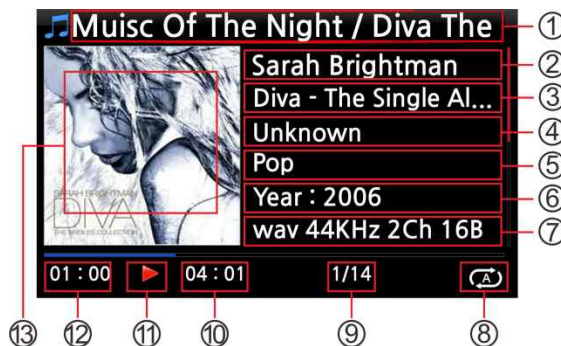 Muisc Of The Night / Diva The
①
Sarah Brightman
②
Diva - The Single Al...
③
Unknown
④
Pop
⑤
Year : 2006
⑥
wav 44KHz 2Ch 16B
⑦
SARAH BRIGHTMAN
DIVA
THE SINGLES COLLECTION
01 : 00
04 : 01
1/14
A
⑬
⑫
⑪
⑩
⑨
⑧